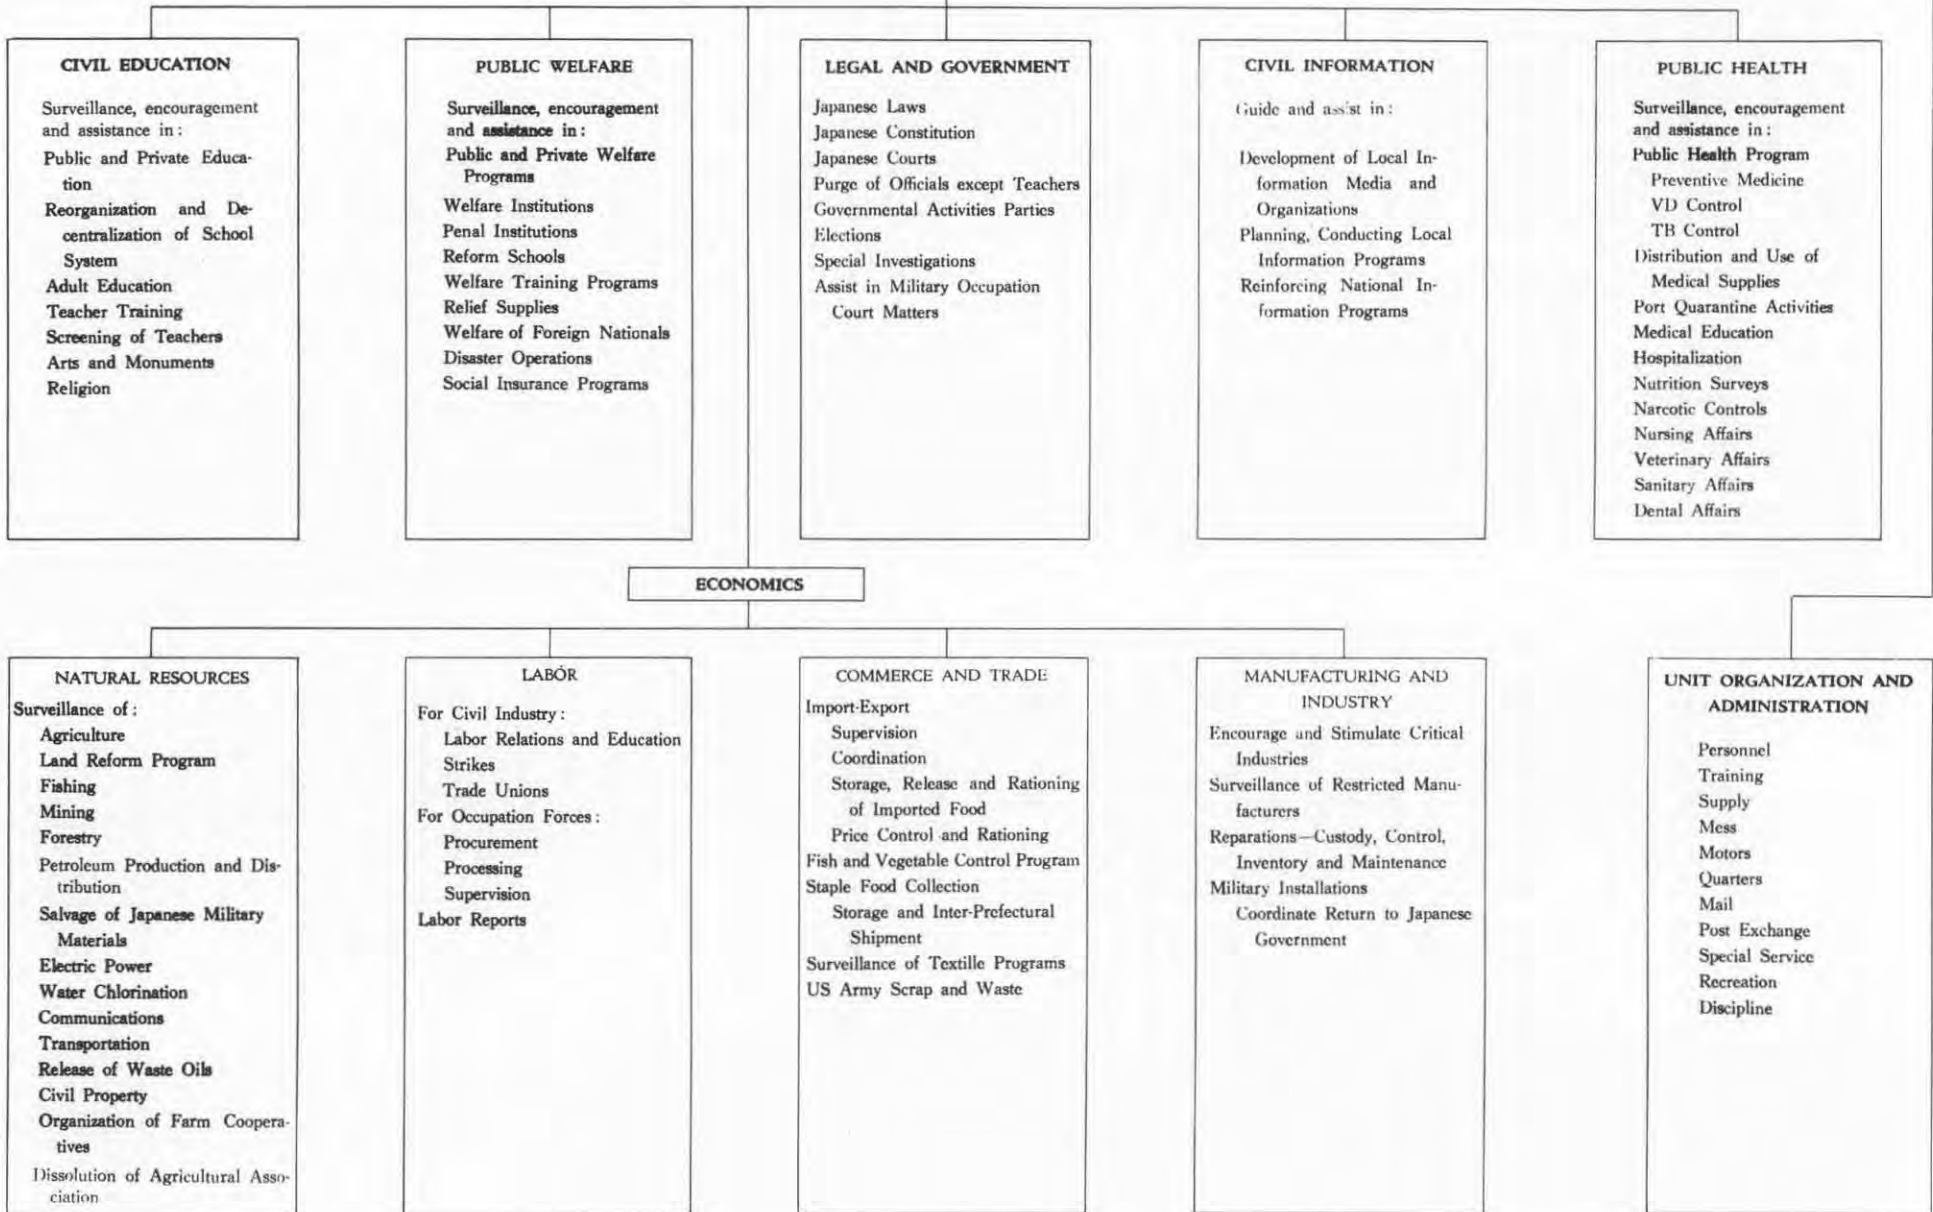 CIVIL EDUCATION
Surveillance, encouragement
and assistance in :
Public and Private Educa-
tion
Reorganization and De-
centralization of School
System
Adult Education
Teacher Training
Screening of Teachers
Arts and Monuments
Religion
PUBLIC WELFARE
Surveillance, encouragement
and assistance in :
Public and Private Welfare
Programs
Welfare Institutions
Penal Institutions
Reform Schools
Welfare Training Programs
Relief Supplies
Welfare of Foreign Nationals
Disaster Operations
Social Insurance Programs
LEGAL AND GOVERNMENT
Japanese Laws
Japanese Constitution
Japanese Courts
Purge of Officials except Teachers
Governmental Activities Parties
Elections
Special Investigations
Assist in Military Occupation
Court Matters
CIVIL INFORMATION
Guide and assist in :
Development of Local In-
formation Media and
Organizations
Planning, Conducting Local
Information Programs
Reinforcing National In-
formation Programs
PUBLIC HEALTH
Surveillance, encouragement
and assistance in :
Public Health Program
Preventive Medicine
VD Control
TB Control
Distribution and Use of
Medical Supplies
Port Quarantine Activities
Medical Education
Hospitalization
Nutrition Surveys
Narcotic Controls
Nursing Affairs
Veterinary Affairs
Sanitary Affairs
Dental Affairs
ECONOMICS
NATURAL RESOURCES
Surveillance of :
Agriculture
Land Reform Program
Fishing
Mining
Forestry
Petroleum Production and Dis-
tribution
Salvage of Japanese Military
Materials
Electric Power
Water Chlorination
Communications
Transportation
Release of Waste Oils
Civil Property
Organization of Farm Coopera-
tives
Dissolution of Agricultural Asso-
ciation
LABOR
For Civil Industry :
Labor Relations and Education
Strikes
Trade Unions
For Occupation Forces :
Procurement
Processing
Supervision
Labor Reports
COMMERCE AND TRADE
Import-Export
Supervision
Coordination
Storage, Release and Rationing
of Imported Food
Price Control and Rationing
Fish and Vegetable Control Program
Staple Food Collection
Storage and Inter-Prefectural
Shipment
Surveillance of Textille Programs
US Army Scrap and Waste
MANUFACTURING AND
INDUSTRY
Encourage and Stimulate Critical
Industries
Surveillance of Restricted Manu-
facturers
Reparations—Custody, Control,
Inventory and Maintenance
Military Installations
Coordinate Return to Japanese
Government
UNIT ORGANIZATION AND
ADMINISTRATION
Personnel
Training
Supply
Mess
Motors
Quarters
Mail
Post Exchange
Special Service
Recreation
Discipline